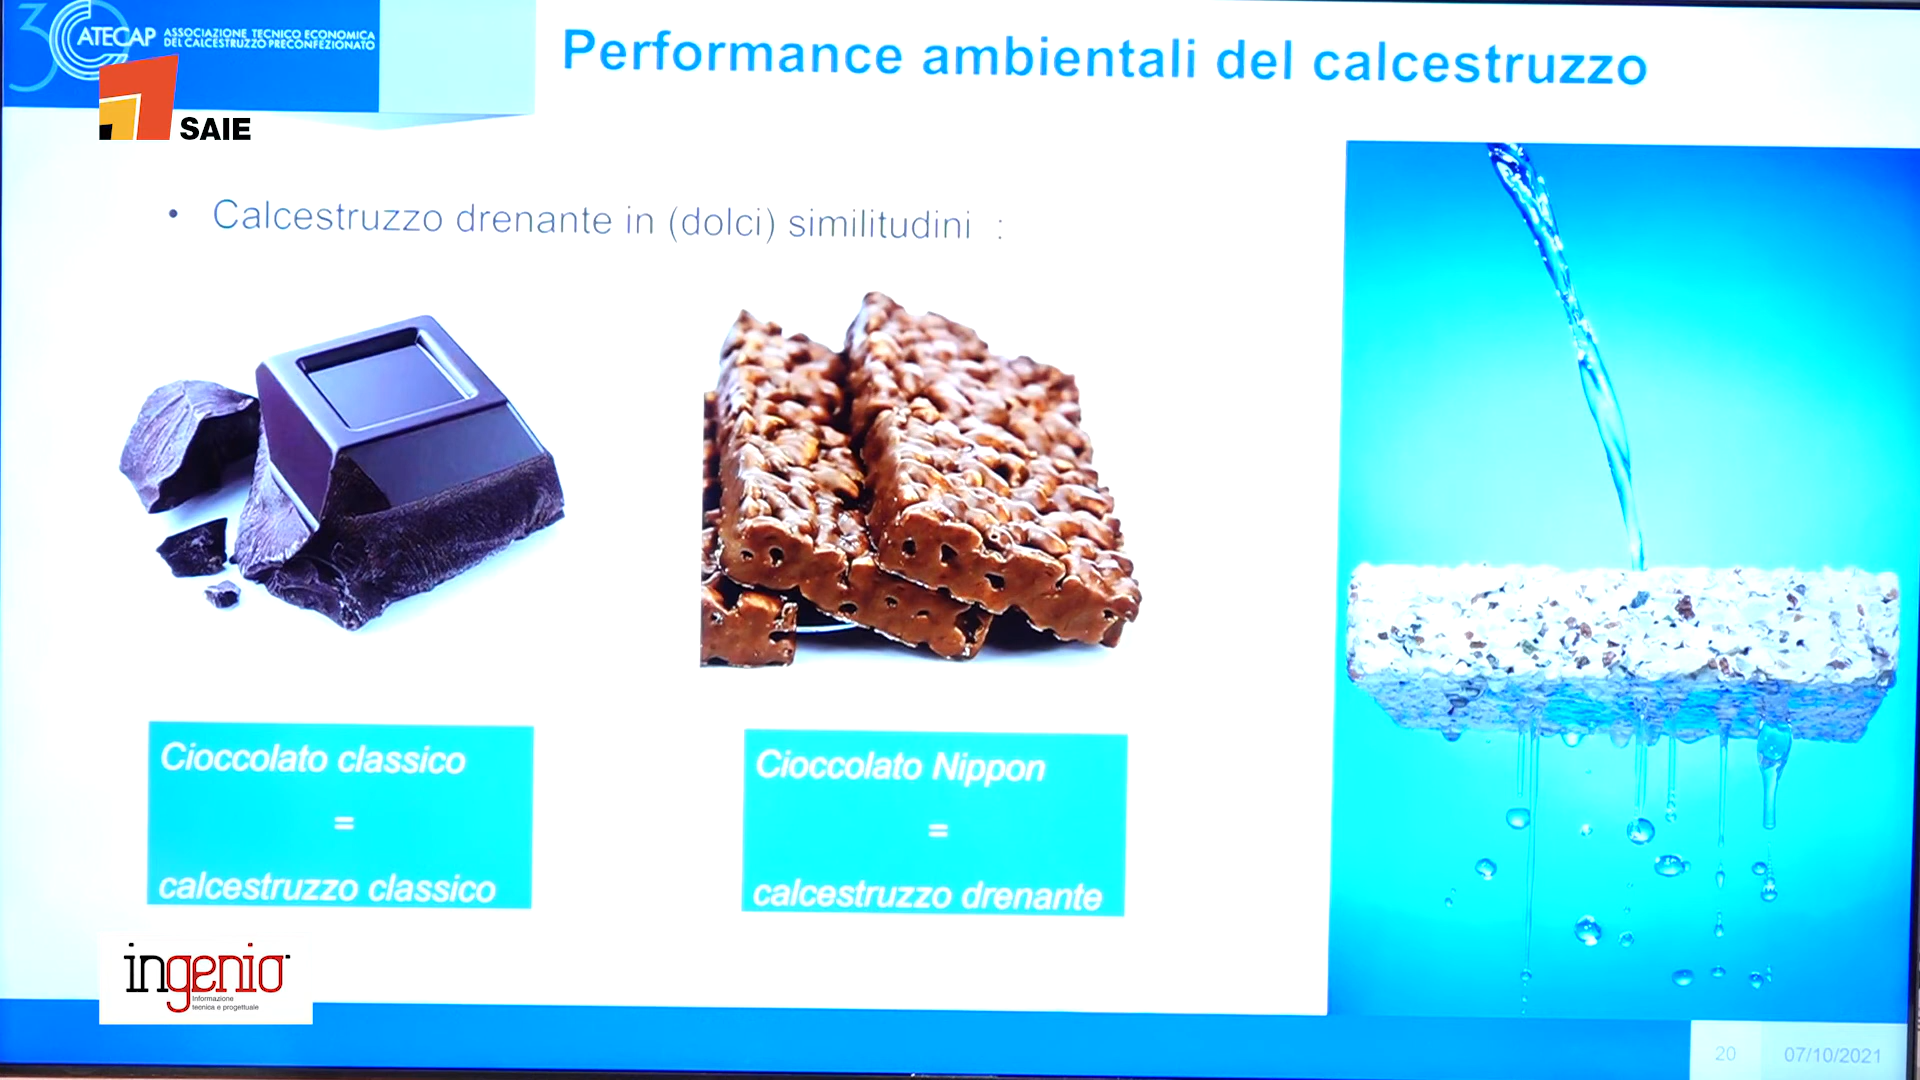 30
ATECAP
ASSOCIAZIONE TECNICO ECONOMICA
DEL CALCESTRUZZO PRECONFEZIONATO
SAIE
Performance ambientali del calcestruzzo
• Calcestruzzo drenante in (dolci) similitudini :
Cioccolato classico
=
calcestruzzo classico
Cioccolato Nippon
=
calcestruzzo drenante
ingenio
Informazione
tecnica e progettuale
20
07/10/2021